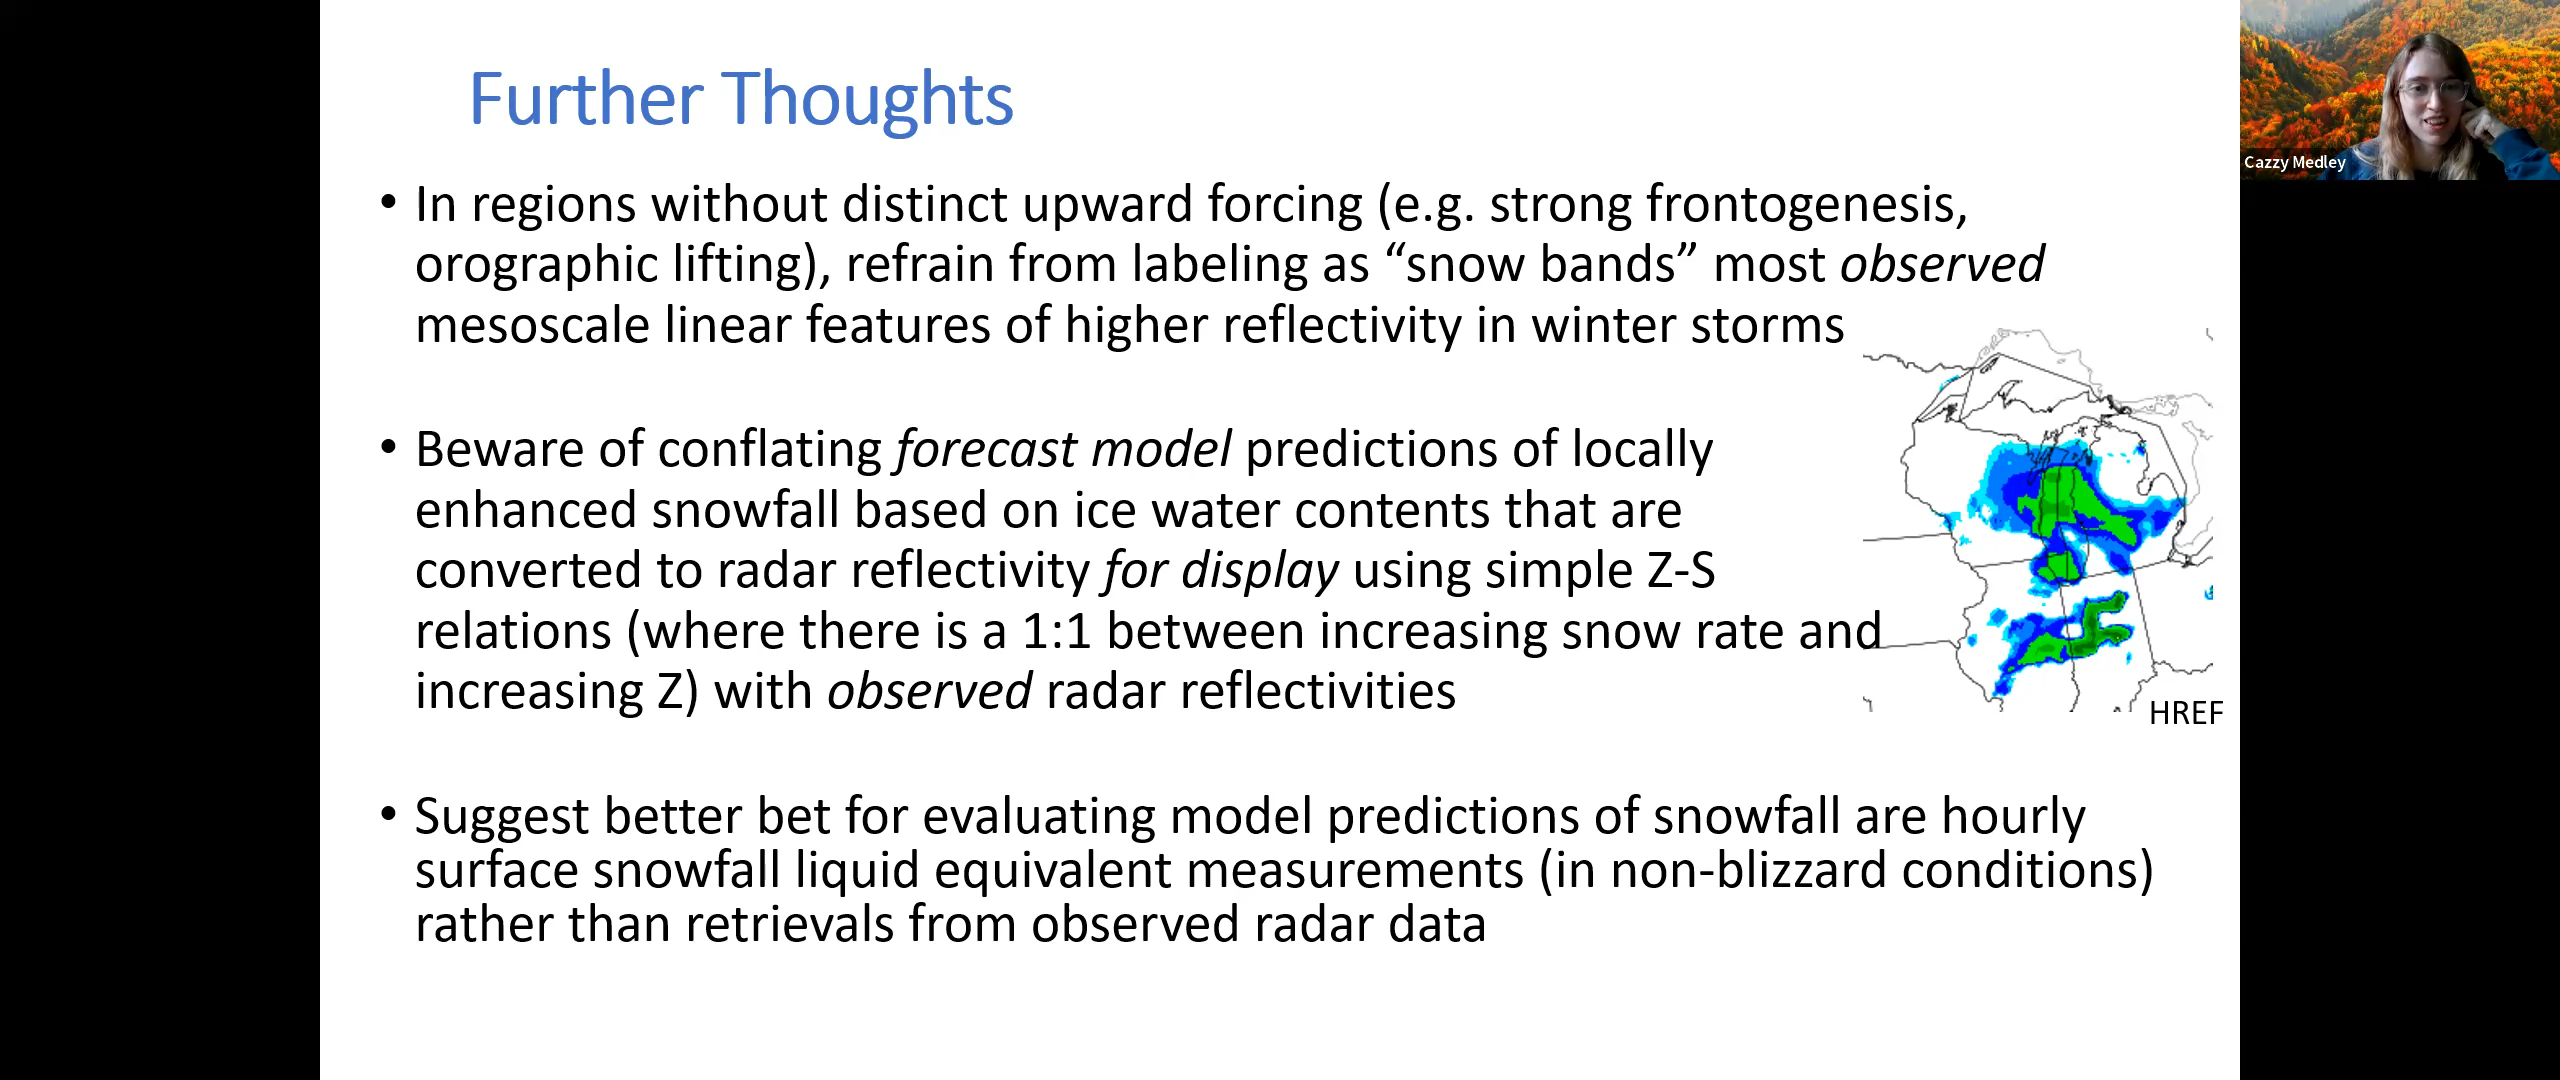 Further Thoughts
• In regions without distinct upward forcing (e.g. strong frontogenesis,
orographic lifting), refrain from labeling as “snow bands” most observed
mesoscale linear features of higher reflectivity in winter storms
• Beware of conflating forecast model predictions of locally
enhanced snowfall based on ice water contents that are
converted to radar reflectivity for display using simple Z-S
relations (where there is a 1:1 between increasing snow rate and
increasing Z) with observed radar reflectivities
HREF
• Suggest better bet for evaluating model predictions of snowfall are hourly
surface snowfall liquid equivalent measurements (in non-blizzard conditions)
rather than retrievals from observed radar data
Cazzy Medley